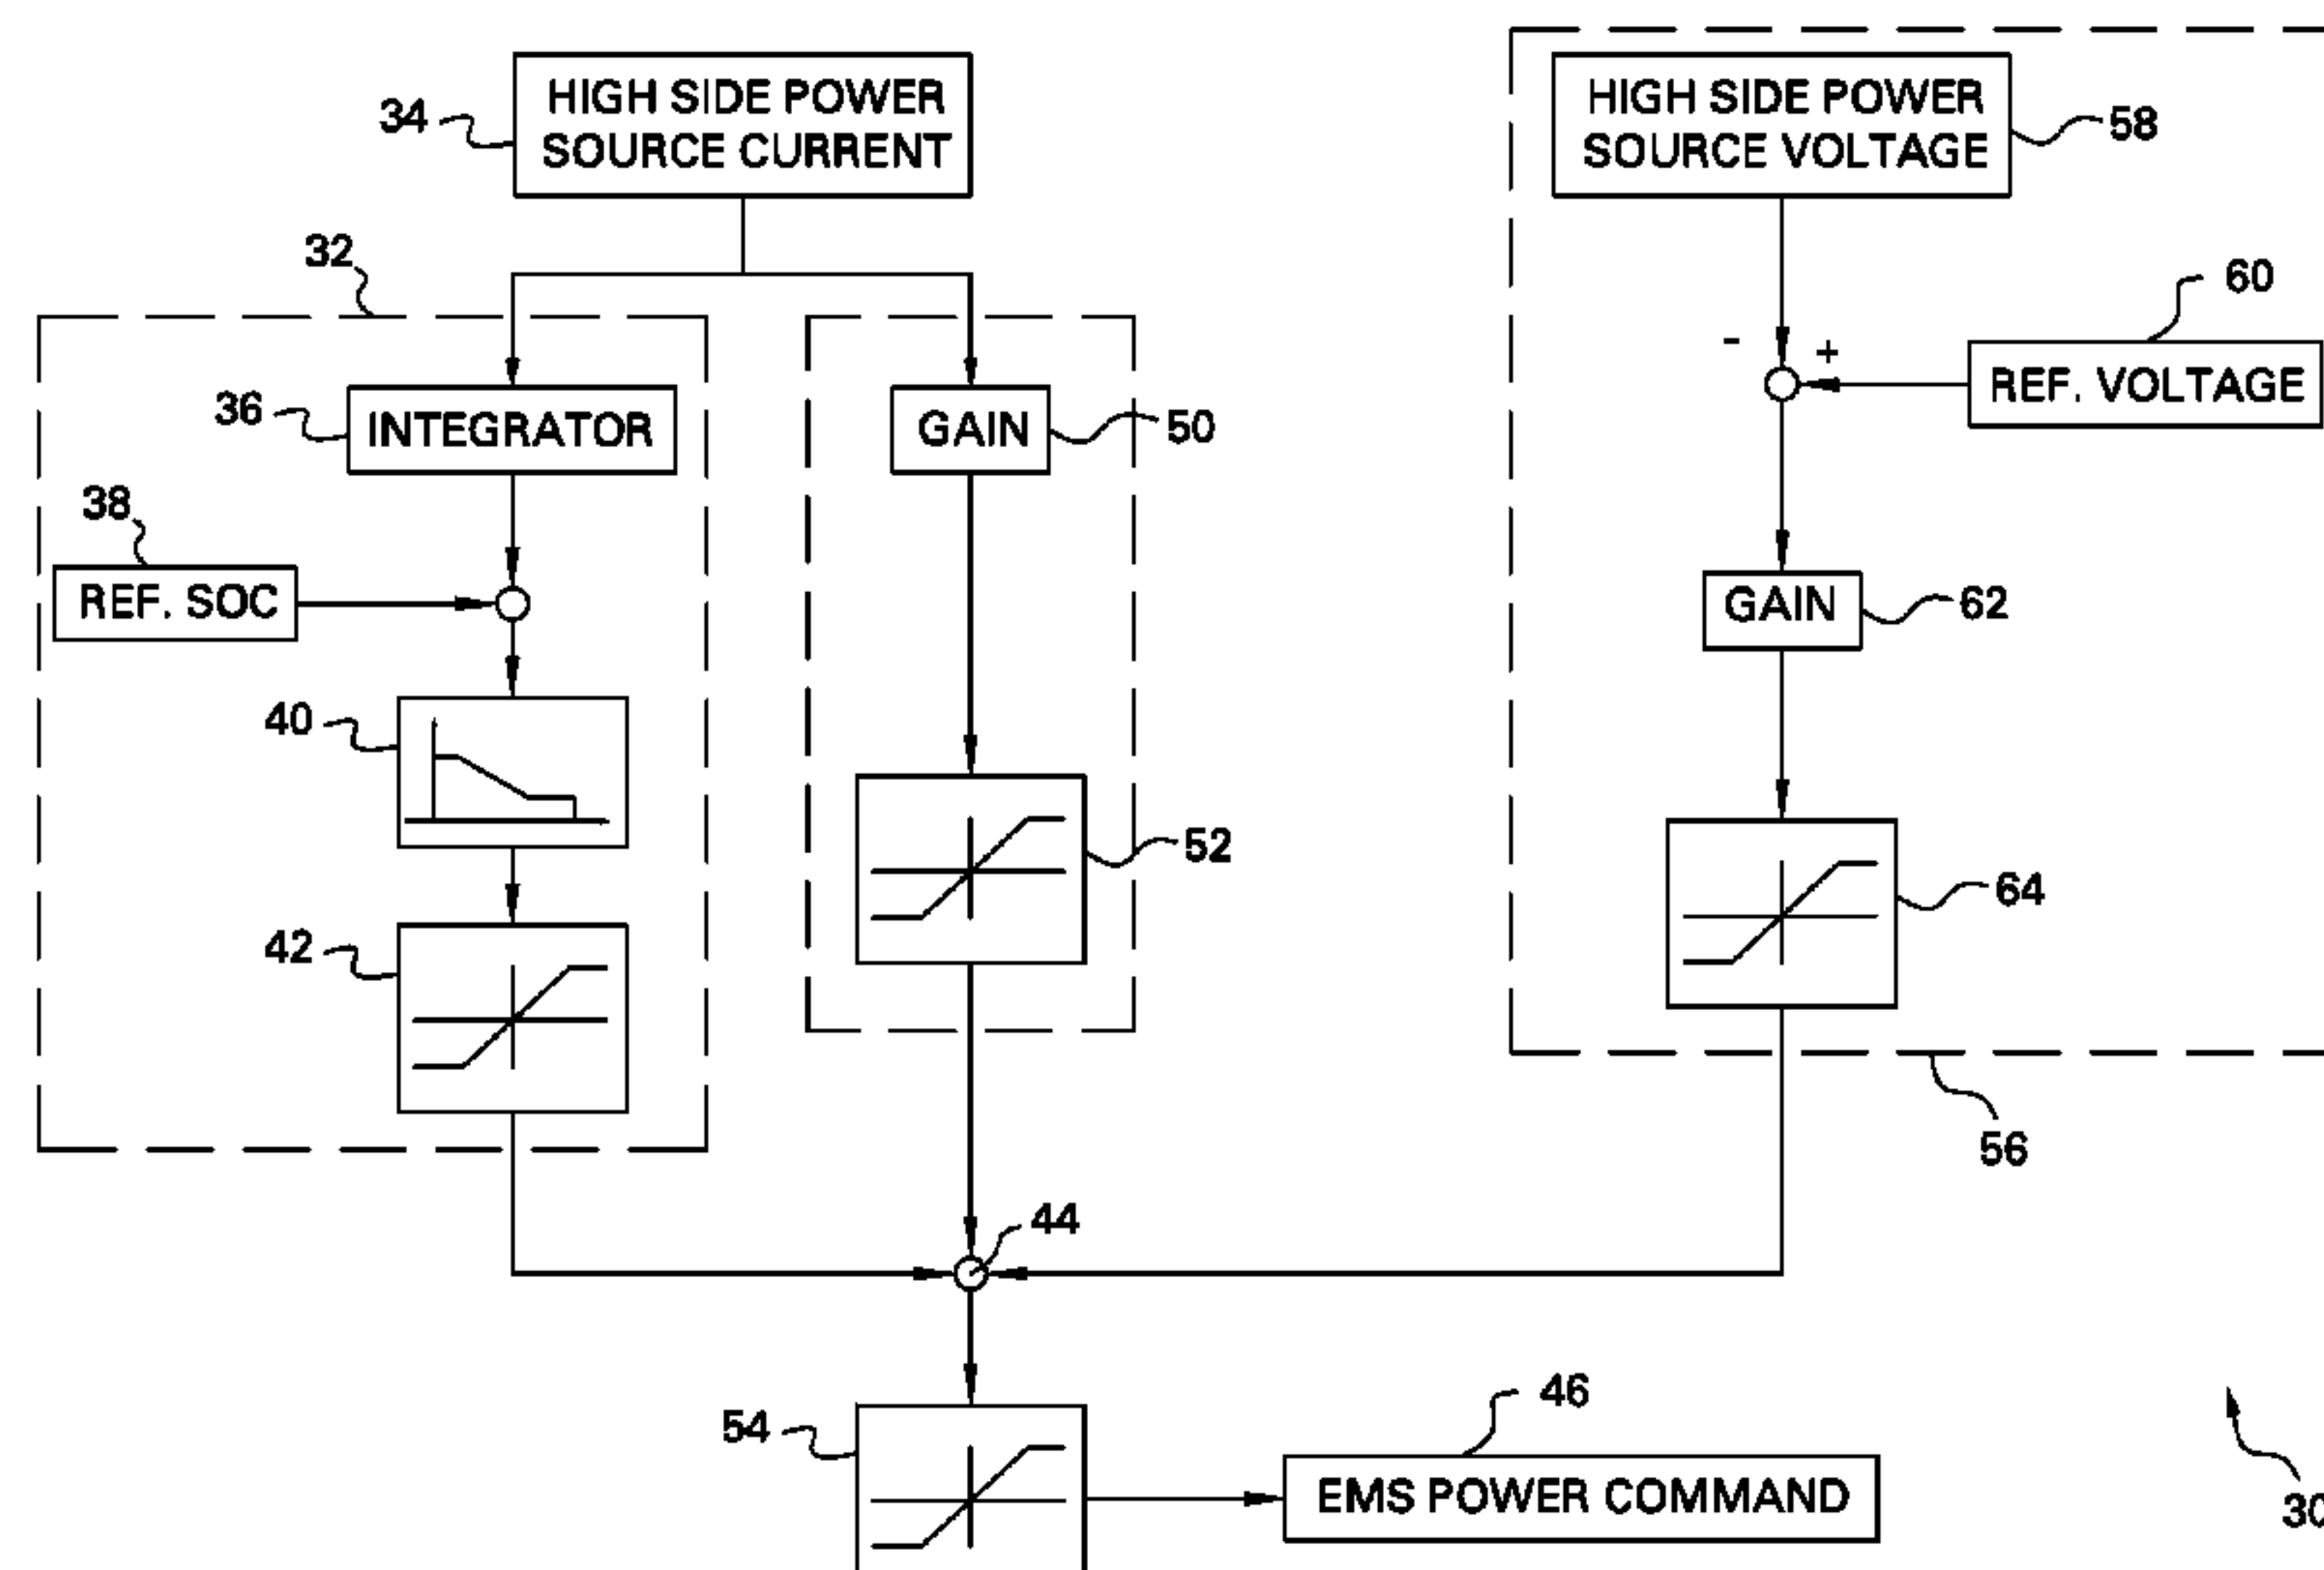 HIGH SIDE POWER
SOURCE CURRENT
34
HIGH SIDE POWER
SOURCE VOLTAGE
58
32
60
-
+
REF. VOLTAGE
36
INTEGRATOR
GAIN
50
38
REF. SOC
GAIN
62
40
52
64
42
56
44
46
54
EMS POWER COMMAND
30